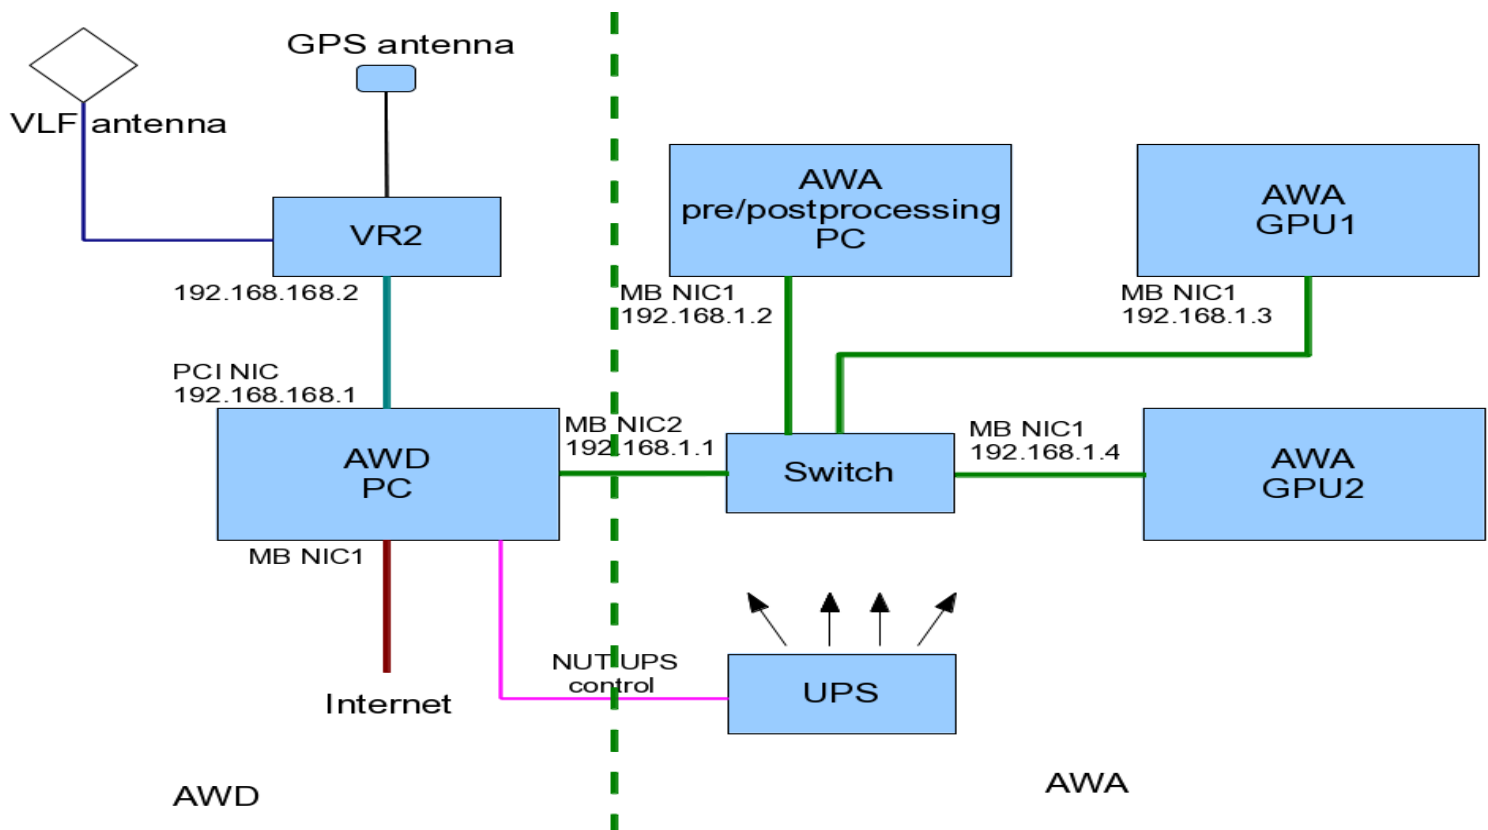 GPS antenna
VLF antenna
VR2
192.168.168.2
PCI NIC
192.168.168.1
AWD
PC
MB NIC1
Internet
MB NIC2
192.168.1.1
NUT UPS
control
AWD
AWA
pre/postprocessing
PC
MB NIC1
192.168.1.2
AWA
GPU1
MB NIC1
192.168.1.3
Switch
MB NIC1
192.168.1.4
AWA
GPU2
UPS
AWA